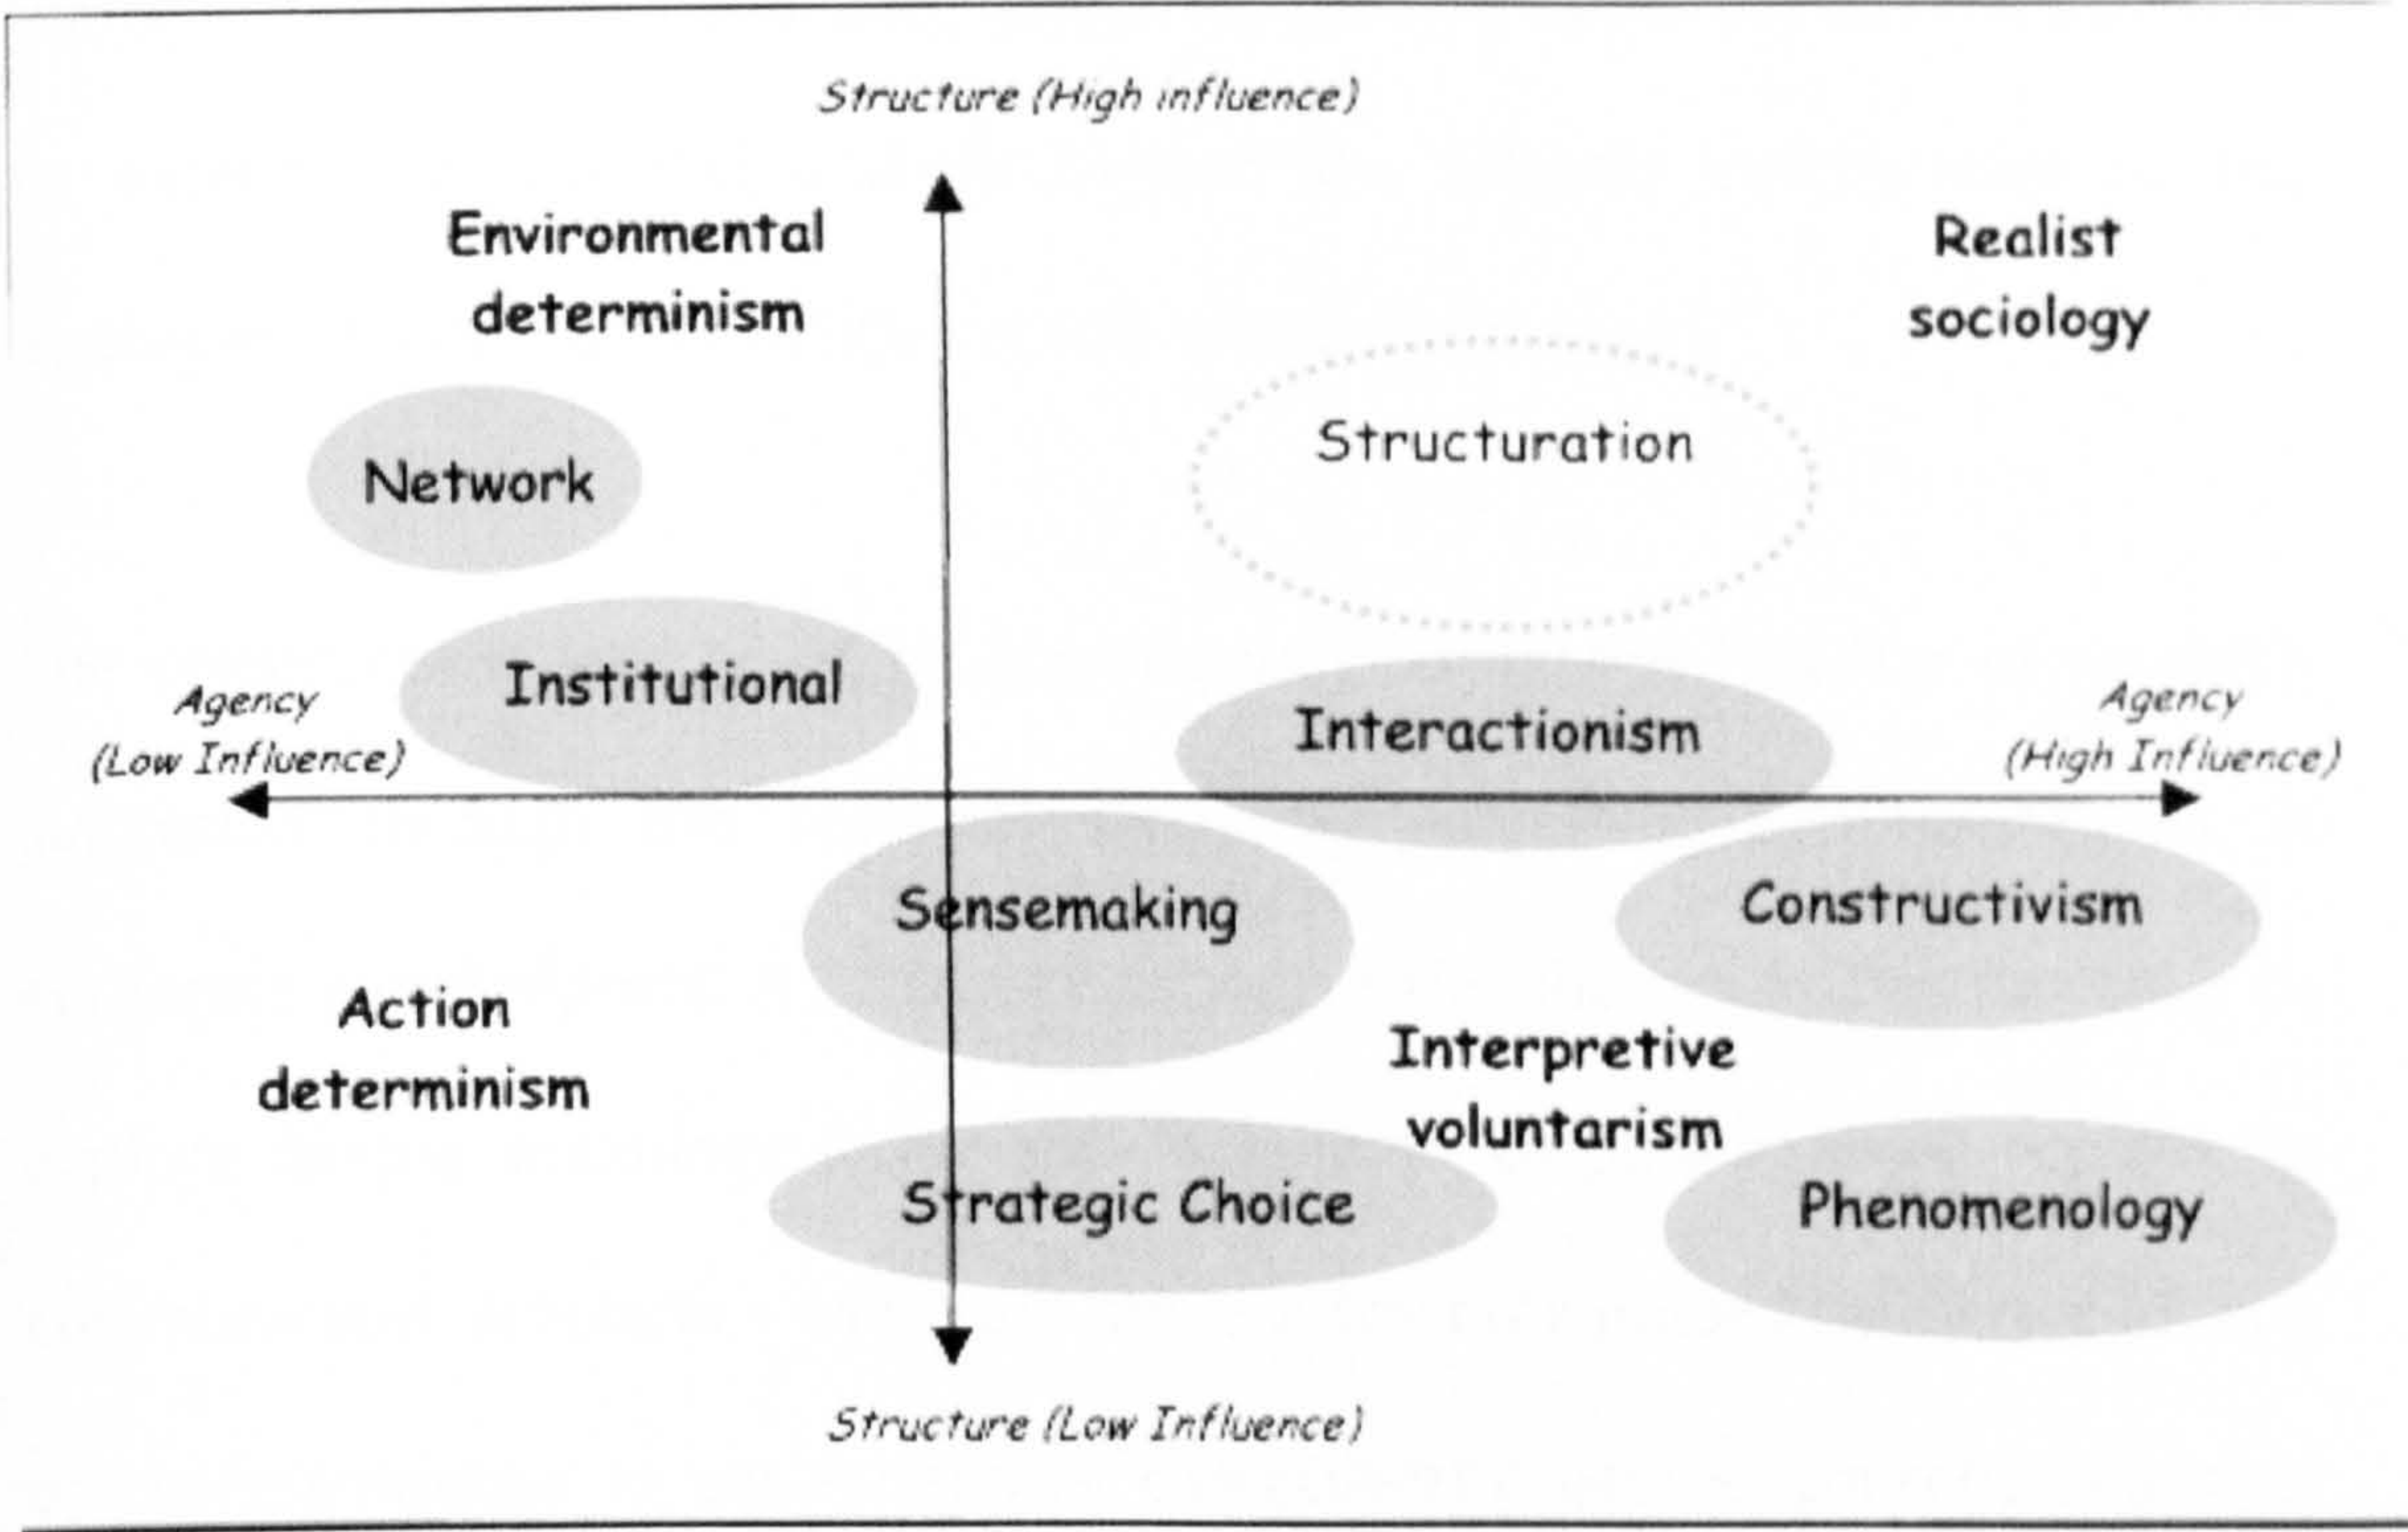 Structure (High influence)
Environmental
determinism
Realist
sociology
Network
Structuration
Institutional
Interactionism
Agency
(Low Influence)
Agency
(High Influence)
Sensemaking
Constructivism
Action
determinism
Interpretive
voluntarism
Strategic Choice
Phenomenology
Structure (Low Influence)